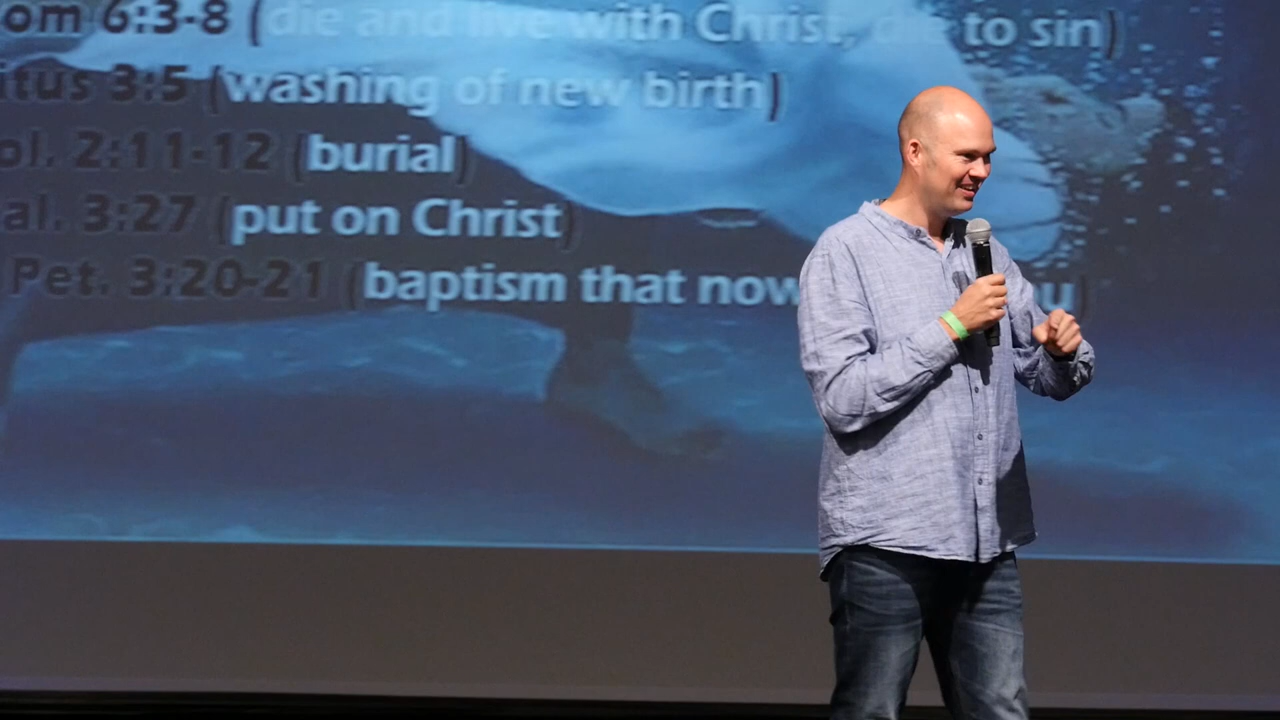 om 6:3-8 (die and live with Christ, die to sin)
itus 3:5 (washing of new birth)
ol. 2:11-12 (burial)
al. 3:27 (put on Christ)
Pet. 3:20-21 (baptism that now ou)